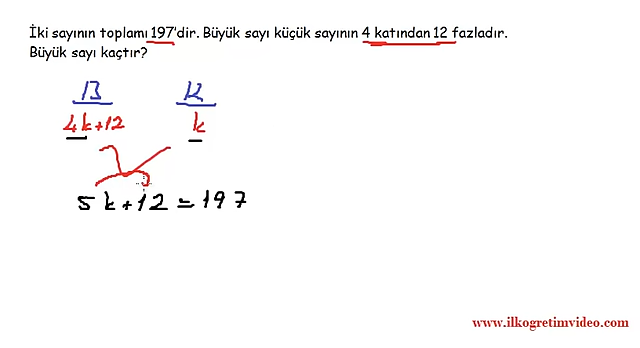 İki sayının toplamı 197'dir. Büyük sayı küçük sayının 4 katından 12 fazladır.
Büyük sayı kaçtır?
B K
4k+12 k
5k+12=197
www.ilkogretimvideo.com